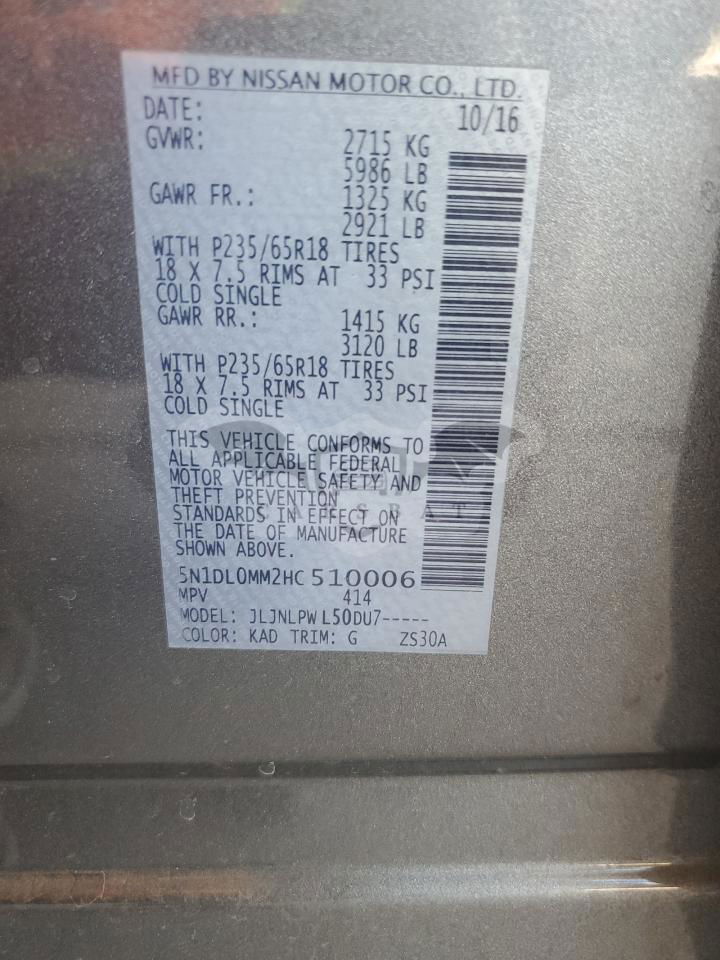 MFD BY NISSAN MOTOR CO., LTD.
DATE: 10/16
GVWR: 2715 KG
5986 LB
GAWR FR.: 1325 KG
2921 LB
WITH P235/65R18 TIRES
18 X 7.5 RIMS AT 33 PSI
COLD SINGLE
GAWR RR.: 1415 KG
3120 LB
WITH P235/65R18 TIRES
18 X 7.5 RIMS AT 33 PSI
COLD SINGLE
THIS VEHICLE CONFORMS TO
ALL APPLICABLE FEDERAL
MOTOR VEHICLE SAFETY AND
THEFT PREVENTION
STANDARDS IN EFFECT ON
THE DATE OF MANUFACTURE
SHOWN ABOVE.
5N1DL0MM2HC 510006
MPV 414
MODEL: JLJNLPW L50DU7-----
COLOR: KAD TRIM: G ZS30A